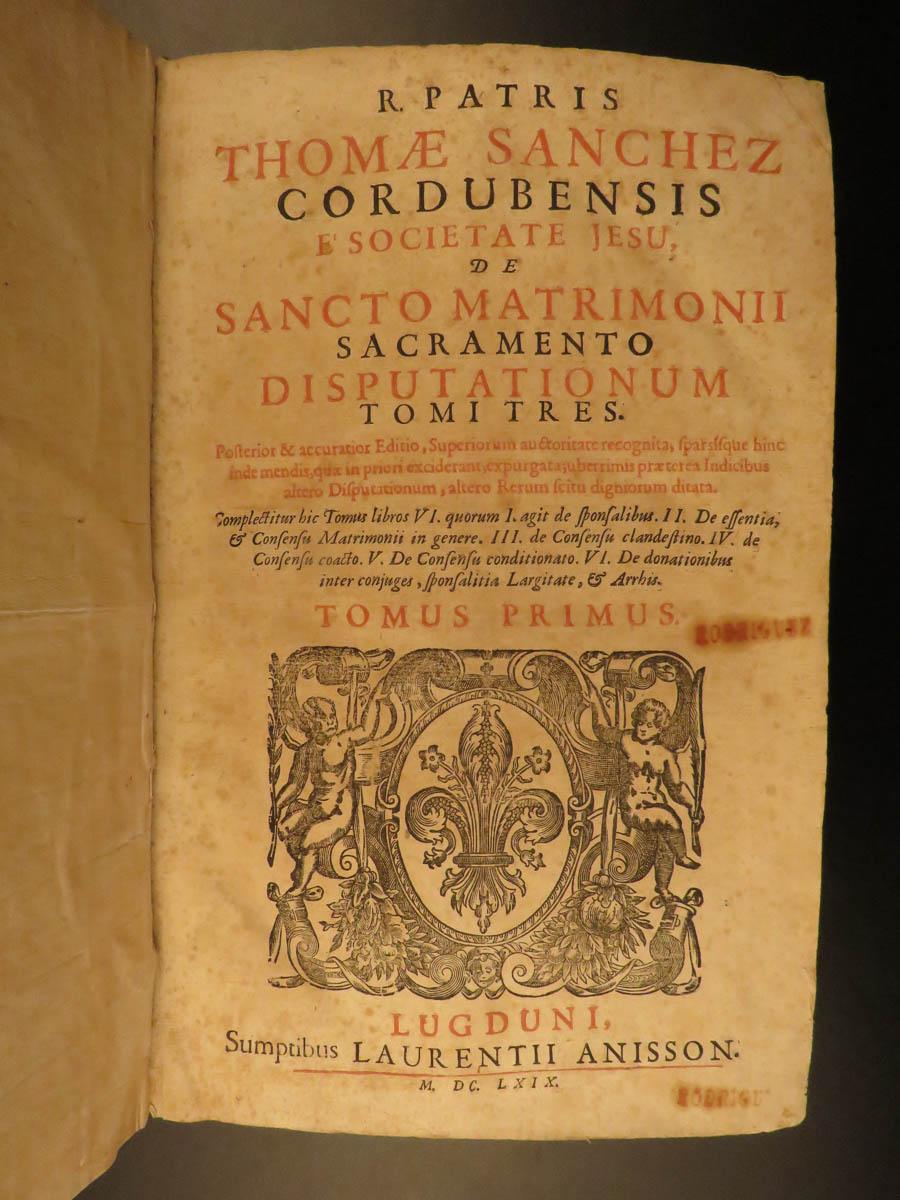 R. PATRIS
THOMÆ SANCHEZ
CORDUBENSIS
E' SOCIETATE JESU,
DE
SANCTO MATRIMONII
SACRAMENTO
DISPUTATIONUM
TOMI TRES.
Poſterior & accuratior Editio, Superiorum auctoritate recognita, ſparsíſque hinc
inde mendis, quæ in priori exciderant, expurgata; uberrimis præterea Indicibus
altero Diſputationum, altero Rerum ſcitu digniorum ditata.
Complectitur hic Tomus libros VI. quorum I. agit de ſponſalibus. II. De eſſentia,
& Conſenſu Matrimonii in genere. III. de Conſenſu clandeſtino. IV. de
Conſenſu coacto. V. De Conſenſu conditionato. VI. De donationibus
inter conjuges, ſponſalitia Largitate, & Arrhis.
TOMUS PRIMUS.
RODRIGUEZ
LUGDUNI,
Sumptibus LAURENTII ANISSON.
M. DC. LXIX.
RODRIGU